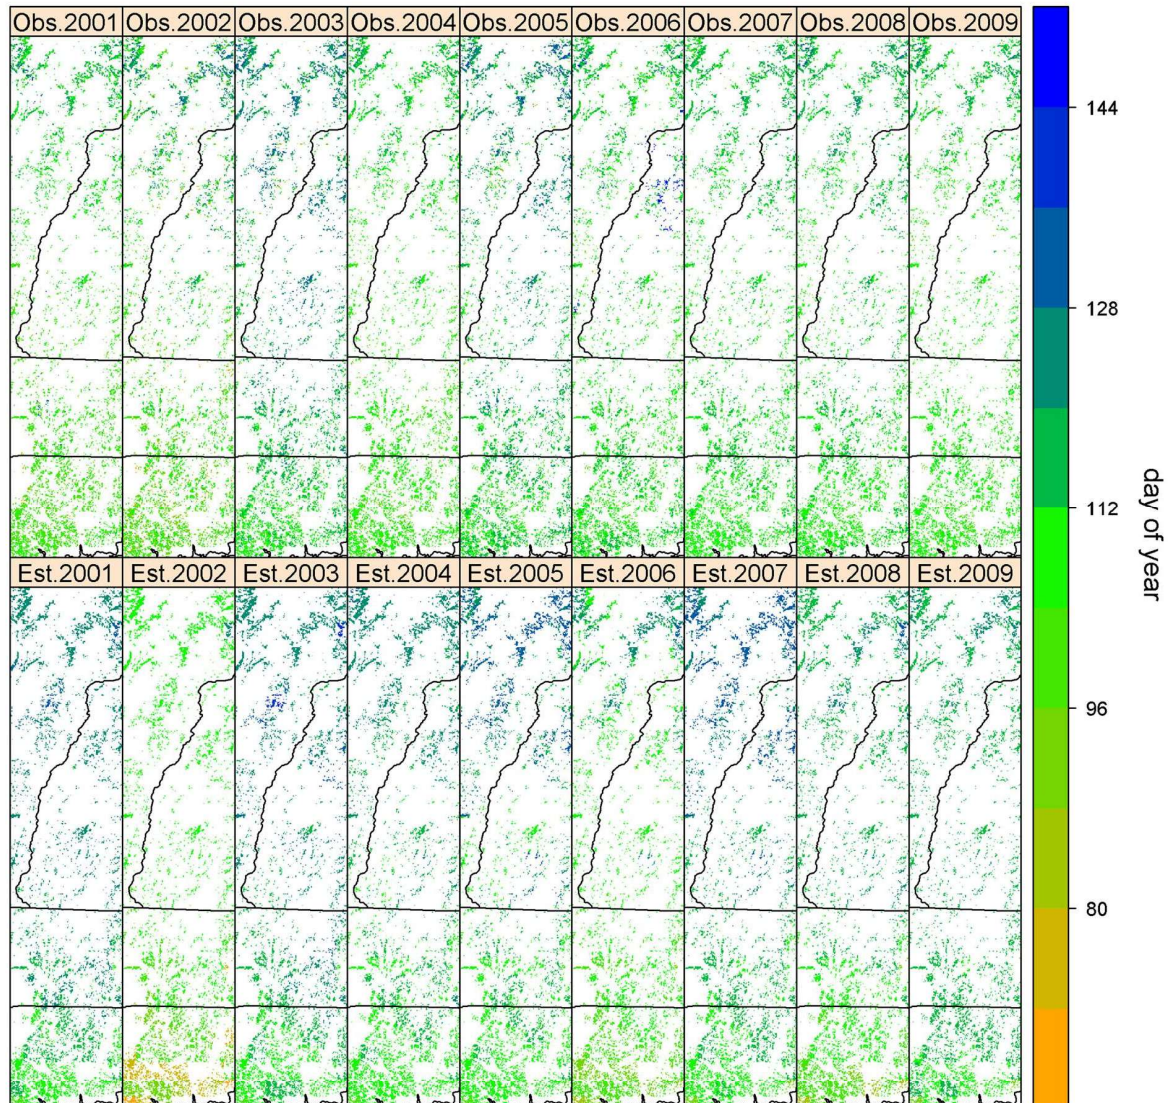 Obs.2001 Obs.2002 Obs.2003 Obs.2004 Obs.2005 Obs.2006 Obs.2007 Obs.2008 Obs.2009
Est.2001 Est.2002 Est.2003 Est.2004 Est.2005 Est.2006 Est.2007 Est.2008 Est.2009
144
128
112
96
80
day of year